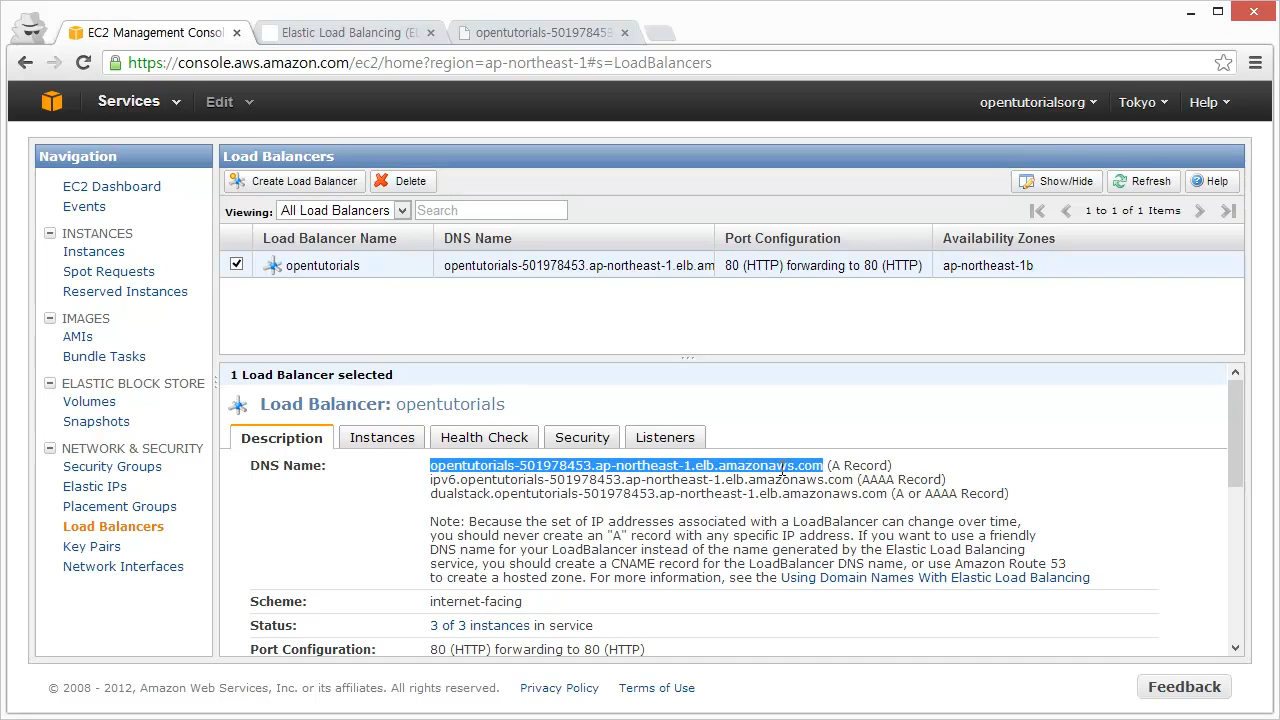 EC2 Management Consol
Elastic Load Balancing (E
opentutorials-501978453
https://console.aws.amazon.com/ec2/home?region=ap-northeast-1#s=LoadBalancers
Services Edit opentutorialsorg Tokyo Help
Navigation
EC2 Dashboard
Events
INSTANCES
Instances
Spot Requests
Reserved Instances
IMAGES
AMIs
Bundle Tasks
ELASTIC BLOCK STORE
Volumes
Snapshots
NETWORK & SECURITY
Security Groups
Elastic IPs
Placement Groups
Load Balancers
Key Pairs
Network Interfaces
Load Balancers
Create Load Balancer Delete Show/Hide Refresh Help
Viewing: All Load Balancers Search 1 to 1 of 1 Items
Load Balancer Name DNS Name Port Configuration Availability Zones
opentutorials opentutorials-501978453.ap-northeast-1.elb.am 80 (HTTP) forwarding to 80 (HTTP) ap-northeast-1b
1 Load Balancer selected
Load Balancer: opentutorials
Description Instances Health Check Security Listeners
DNS Name: opentutorials-501978453.ap-northeast-1.elb.amazonaws.com (A Record)
ipv6.opentutorials-501978453.ap-northeast-1.elb.amazonaws.com (AAAA Record)
dualstack.opentutorials-501978453.ap-northeast-1.elb.amazonaws.com (A or AAAA Record)
Note: Because the set of IP addresses associated with a LoadBalancer can change over time,
you should never create an "A" record with any specific IP address. If you want to use a friendly
DNS name for your LoadBalancer instead of the name generated by the Elastic Load Balancing
service, you should create a CNAME record for the LoadBalancer DNS name, or use Amazon Route 53
to create a hosted zone. For more information, see the Using Domain Names With Elastic Load Balancing
Scheme: internet-facing
Status: 3 of 3 instances in service
Port Configuration: 80 (HTTP) forwarding to 80 (HTTP)
© 2008 - 2012, Amazon Web Services, Inc. or its affiliates. All rights reserved. Privacy Policy Terms of Use Feedback